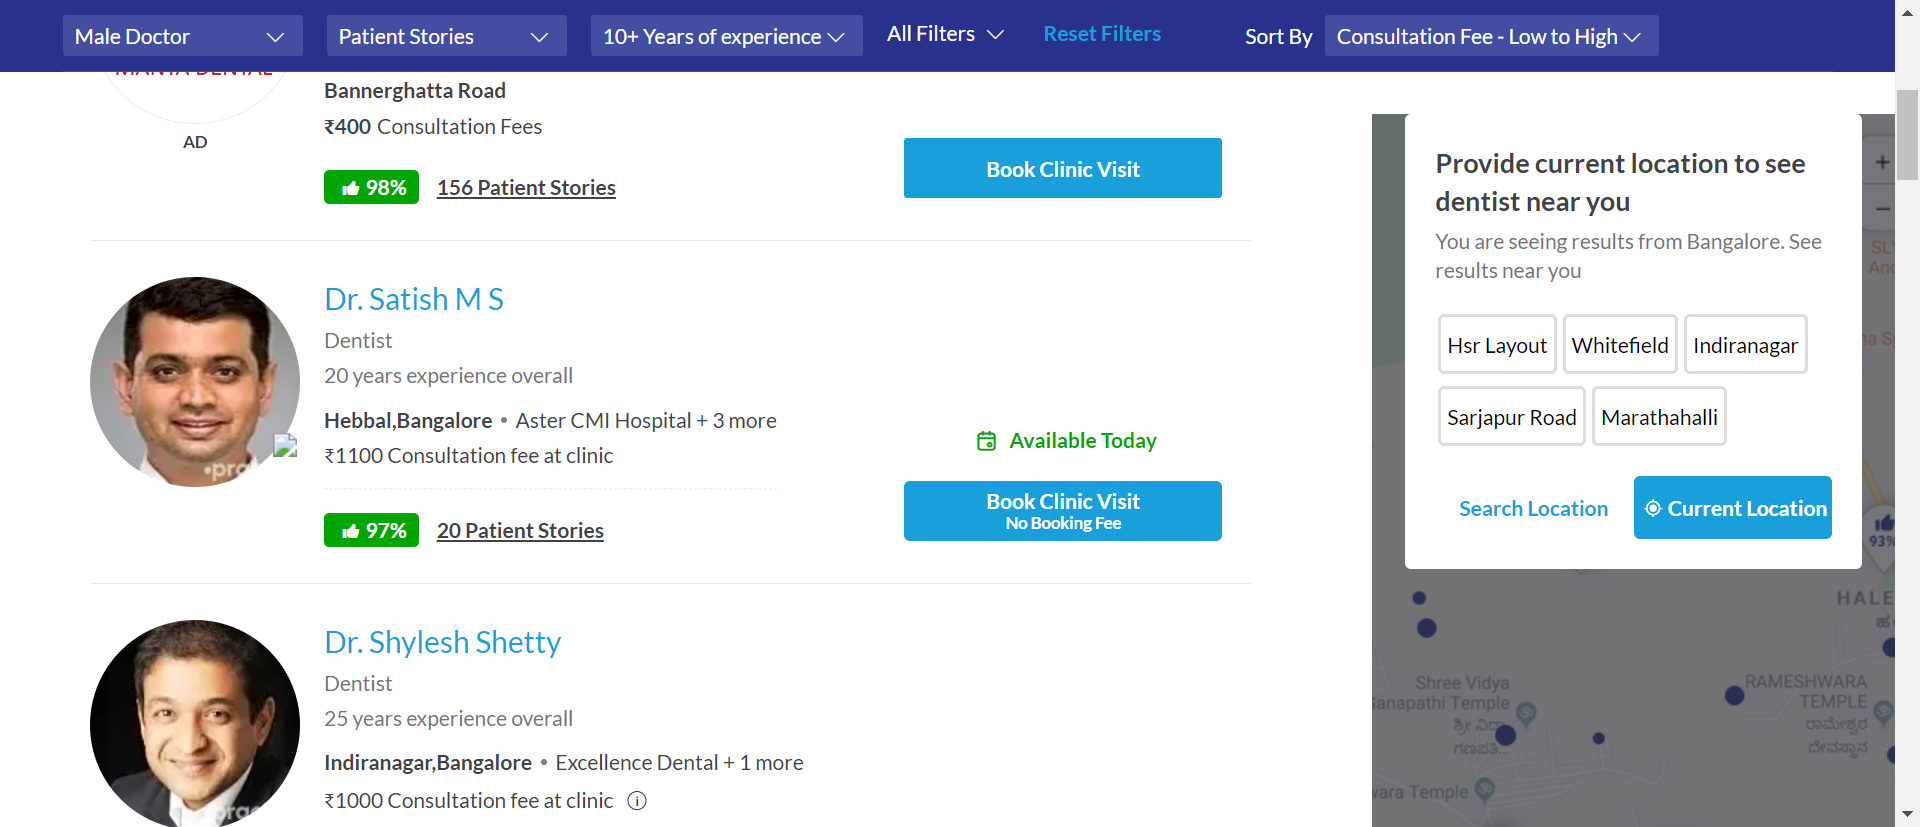 Male Doctor
Patient Stories
10+ Years of experience
All Filters
Reset Filters
Sort By
Consultation Fee - Low to High
MANYA DENTAL
AD
Bannerghatta Road
₹400 Consultation Fees
98%
156 Patient Stories
Book Clinic Visit
Dr. Satish M S
Dentist
20 years experience overall
Hebbal,Bangalore • Aster CMI Hospital + 3 more
₹1100 Consultation fee at clinic
97%
20 Patient Stories
Available Today
Book Clinic Visit
No Booking Fee
Dr. Shylesh Shetty
Dentist
25 years experience overall
Indiranagar,Bangalore • Excellence Dental + 1 more
₹1000 Consultation fee at clinic
Provide current location to see
dentist near you
You are seeing results from Bangalore. See
results near you
Hsr Layout
Whitefield
Indiranagar
Sarjapur Road
Marathahalli
Search Location
Current Location
93%
HALE
Shree Vidya
Ganapathi Temple
ಶ್ರೀ ವಿದ್ಯಾ
ಗಣಪತಿ...
RAMESHWARA
TEMPLE
ರಾಮೇಶ್ವರ
ದೇವಸ್ಥಾನ
Temple